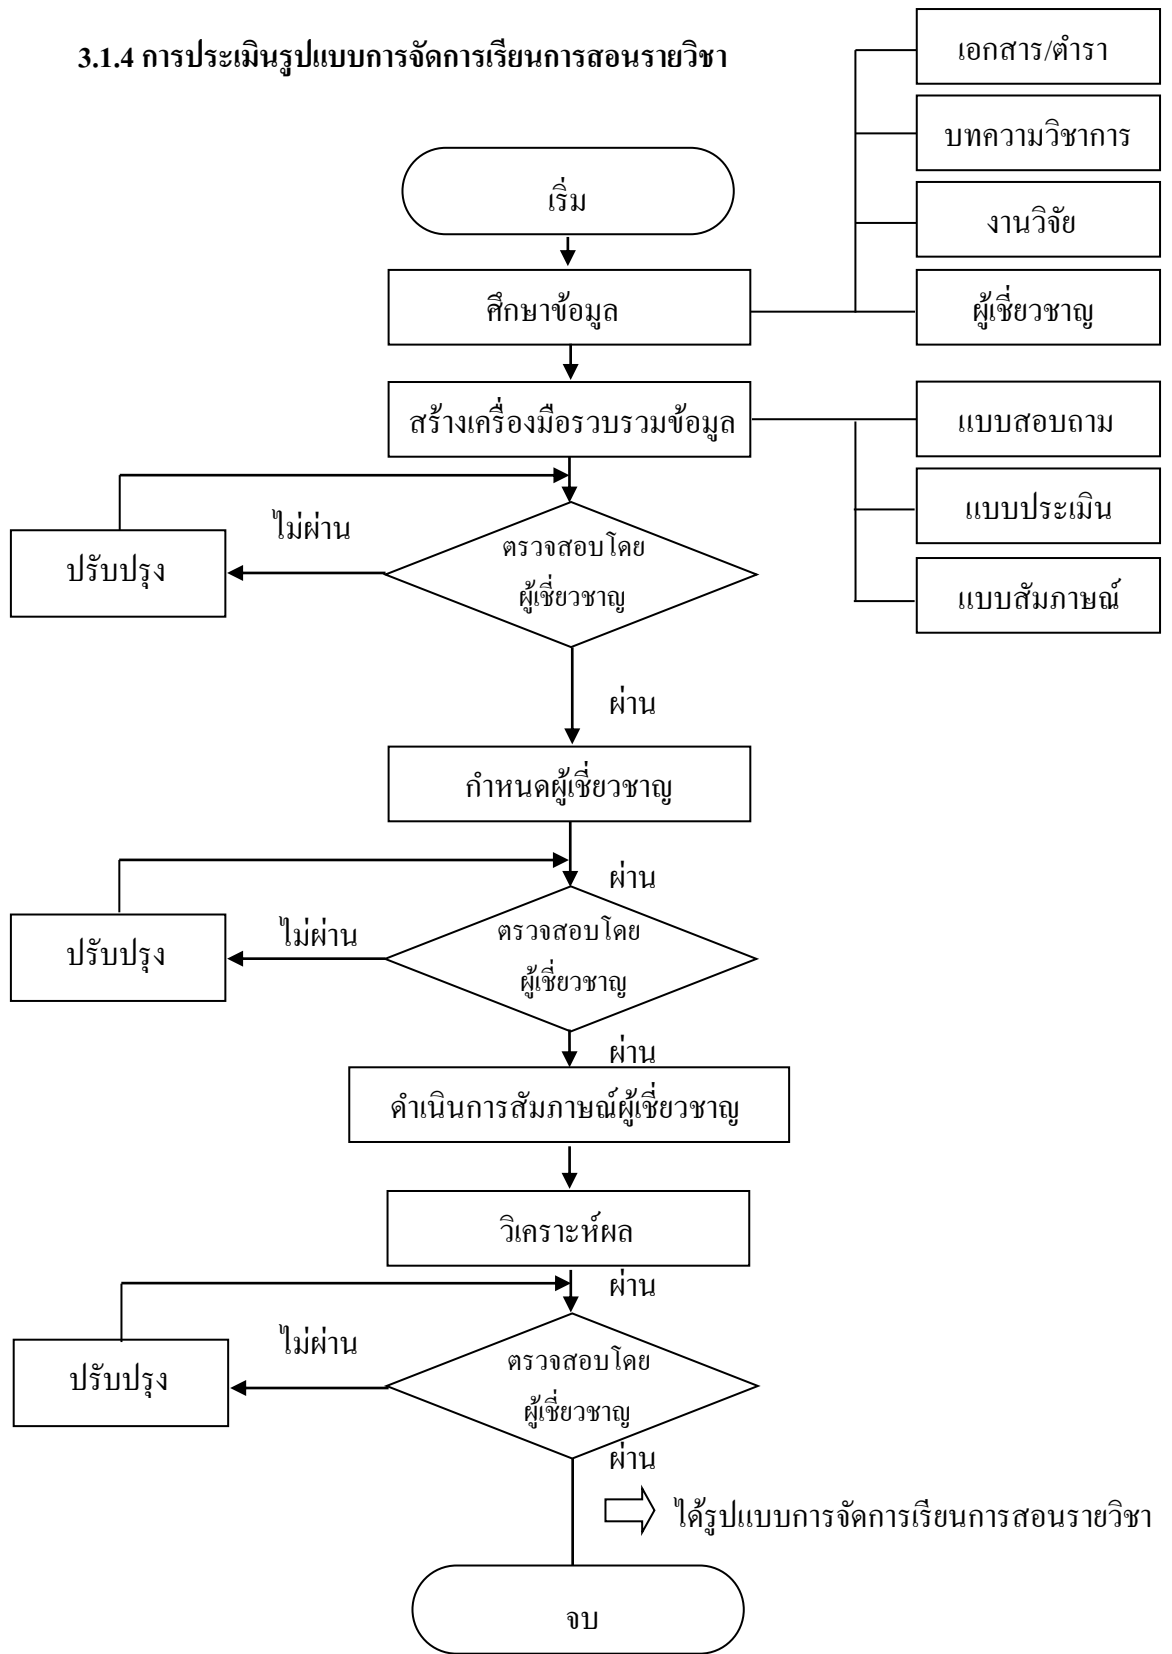 3.1.4 การประเมินรูปแบบการจัดการเรียนการสอนรายวิชา
เอกสาร/ตำรา
บทความวิชาการ
งานวิจัย
ผู้เชี่ยวชาญ
เริ่ม
ศึกษาข้อมูล
สร้างเครื่องมือรวบรวมข้อมูล
แบบสอบถาม
แบบประเมิน
แบบสัมภาษณ์
ไม่ผ่าน
ปรับปรุง
ตรวจสอบโดย
ผู้เชี่ยวชาญ
ผ่าน
กำหนดผู้เชี่ยวชาญ
ผ่าน
ไม่ผ่าน
ปรับปรุง
ตรวจสอบโดย
ผู้เชี่ยวชาญ
ผ่าน
ดำเนินการสัมภาษณ์ผู้เชี่ยวชาญ
วิเคราะห์ผล
ผ่าน
ไม่ผ่าน
ปรับปรุง
ตรวจสอบโดย
ผู้เชี่ยวชาญ
ผ่าน
ได้รูปแบบการจัดการเรียนการสอนรายวิชา
จบ